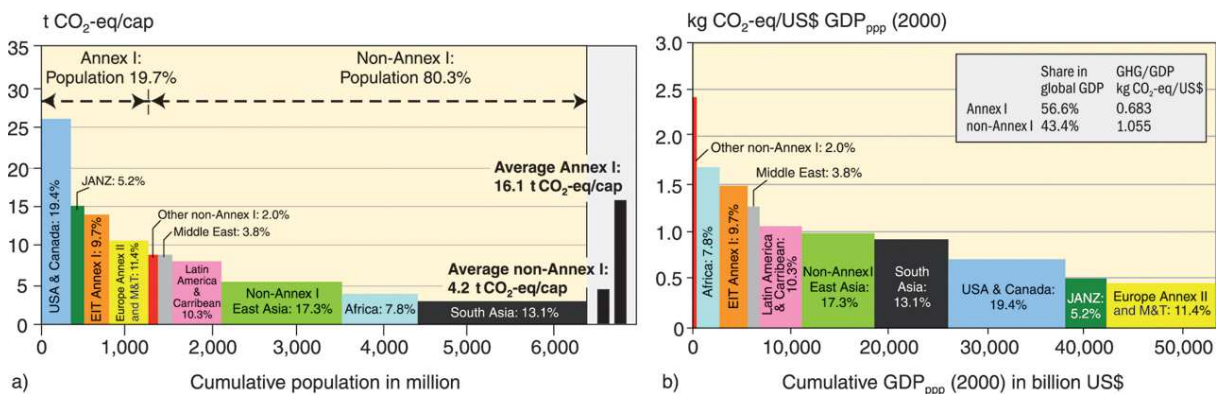 t CO₂-eq/cap
35
30
25
20
15
10
5
0
Annex I:
Population 19.7%
Non-Annex I:
Population 80.3%
USA & Canada: 19.4%
JANZ: 5.2%
EIT Annex I: 9.7%
Europe Annex II
and M&T: 11.4%
Other non-Annex I: 2.0%
Middle East: 3.8%
Latin
America
&
Carribean
10.3%
Non-Annex I
East Asia: 17.3%
Africa: 7.8%
South Asia: 13.1%
Average Annex I:
16.1 t CO₂-eq/cap
Average non-Annex I:
4.2 t CO₂-eq/cap
0 1,000 2,000 3,000 4,000 5,000 6,000
a) Cumulative population in million
kg CO₂-eq/US$ GDPₚₚₚ (2000)
3.0
2.5
2.0
1.5
1.0
0.5
0
Share in GHG/GDP
global GDP kg CO₂-eq/US$
Annex I 56.6% 0.683
non-Annex I 43.4% 1.055
Other non-Annex I: 2.0%
Middle East: 3.8%
Africa: 7.8%
EIT Annex I: 9.7%
Latin America
& Caribbean:
10.3%
Non-Annex I
East Asia:
17.3%
South
Asia:
13.1%
USA & Canada:
19.4%
JANZ:
5.2%
Europe Annex II
and M&T: 11.4%
0 10,000 20,000 30,000 40,000 50,000
b) Cumulative GDPₚₚₚ (2000) in billion US$